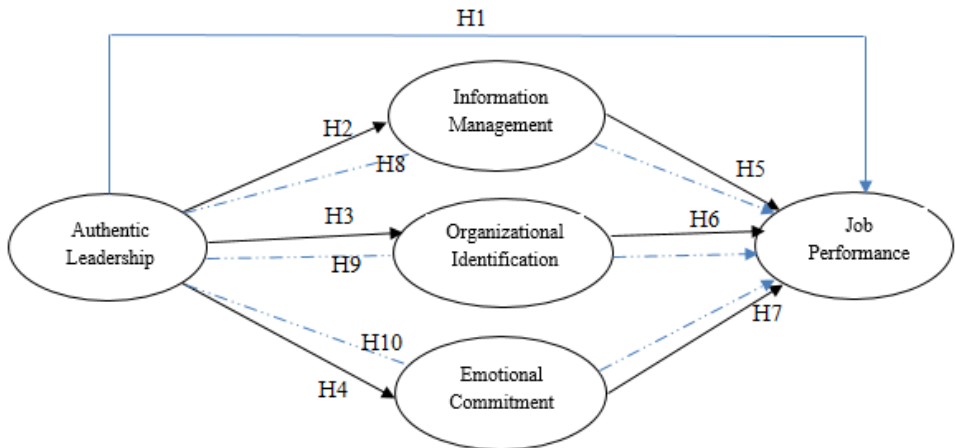 H1
Information
Management
H2
H8
H5
Authentic
Leadership
H3
H9
Organizational
Identification
H6
Job
Performance
H10
H4
Emotional
Commitment
H7